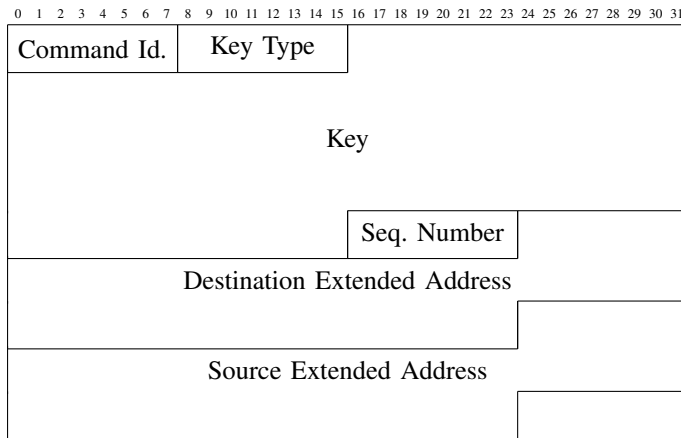 0 1 2 3 4 5 6 7 8 9 10 11 12 13 14 15 16 17 18 19 20 21 22 23 24 25 26 27 28 29 30 31
Command Id. Key Type
Key
Seq. Number
Destination Extended Address
Source Extended Address